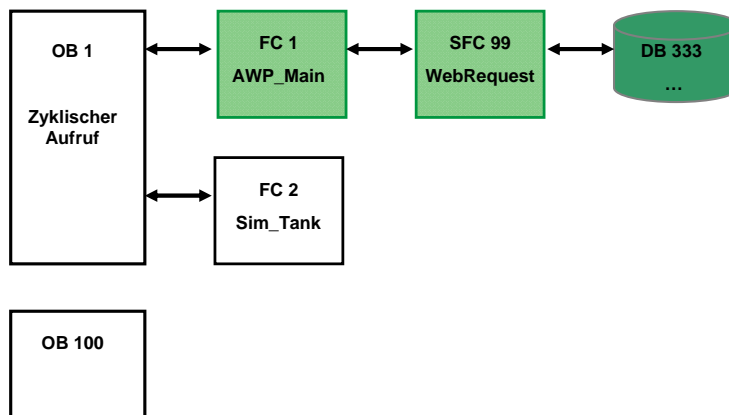 OB 1
Zyklischer
Aufruf
FC 1
AWP_Main
SFC 99
WebRequest
DB 333
...
FC 2
Sim_Tank
OB 100